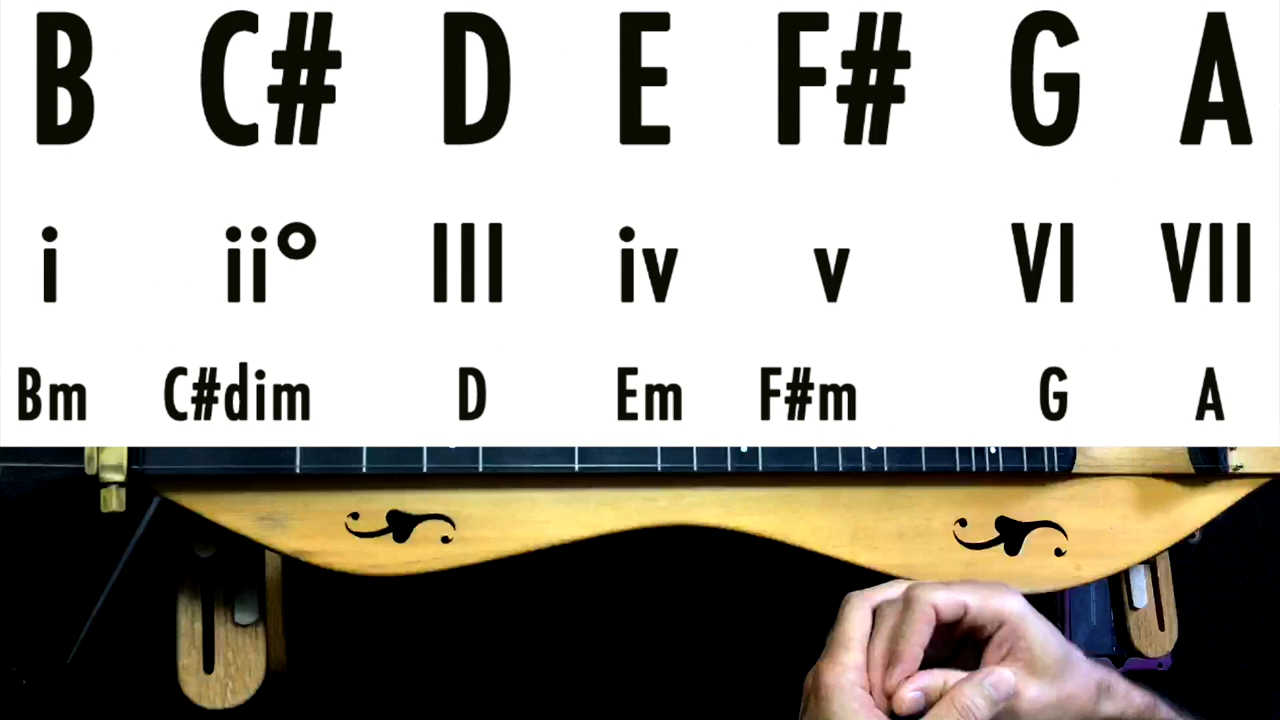 B C# D E F# G A
i ii° III iv v VI VII
Bm C#dim D Em F#m G A